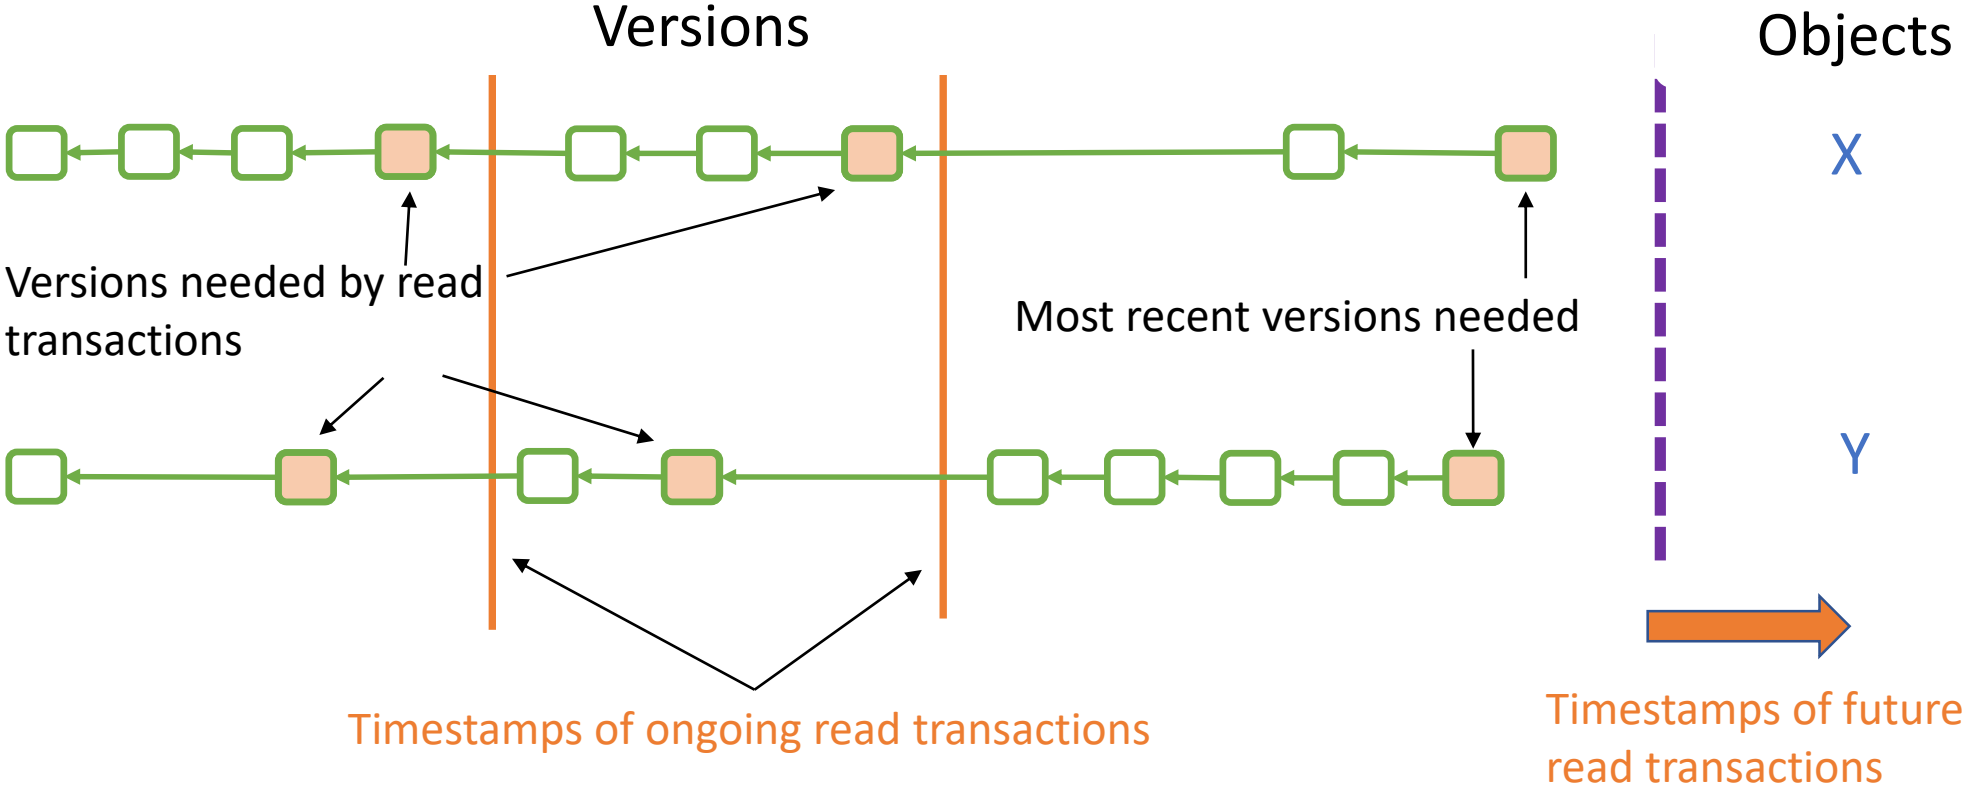 Versions
Objects
X
Versions needed by read
transactions
Most recent versions needed
Y
Timestamps of ongoing read transactions
Timestamps of future
read transactions